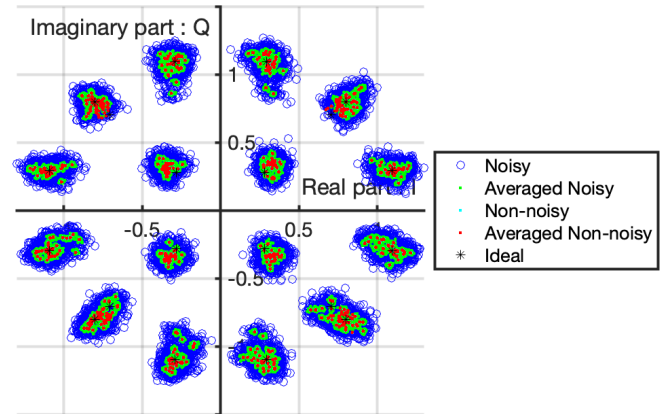 Imaginary part : Q
1
0.5
Real part : I
-0.5
0.5
-0.5
-1
Noisy
Averaged Noisy
Non-noisy
Averaged Non-noisy
Ideal